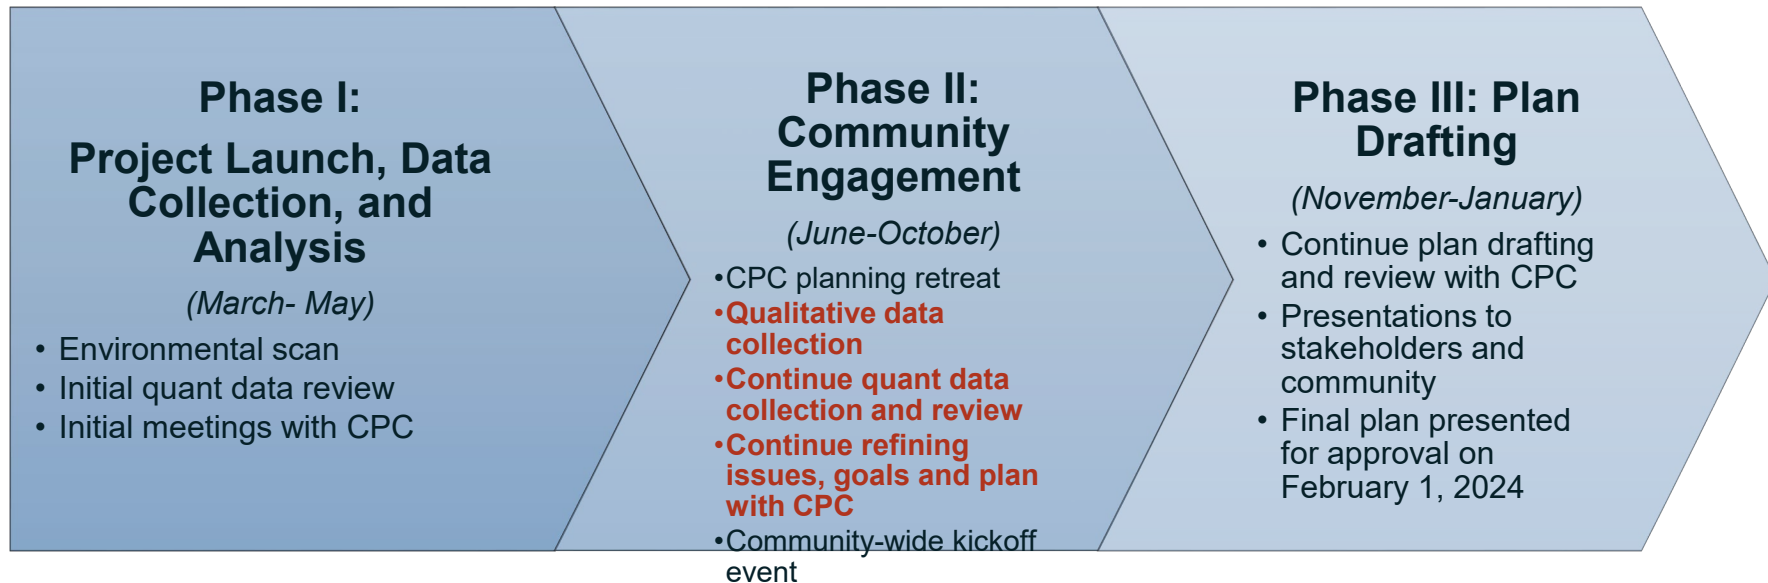 Phase I:
Project Launch, Data
Collection, and
Analysis
(March- May)
• Environmental scan
• Initial quant data review
• Initial meetings with CPC
Phase II:
Community
Engagement
(June-October)
•CPC planning retreat
•Qualitative data
collection
•Continue quant data
collection and review
•Continue refining
issues, goals and plan
with CPC
•Community-wide kickoff
event
Phase III: Plan
Drafting
(November-January)
• Continue plan drafting
and review with CPC
• Presentations to
stakeholders and
community
• Final plan presented
for approval on
February 1, 2024